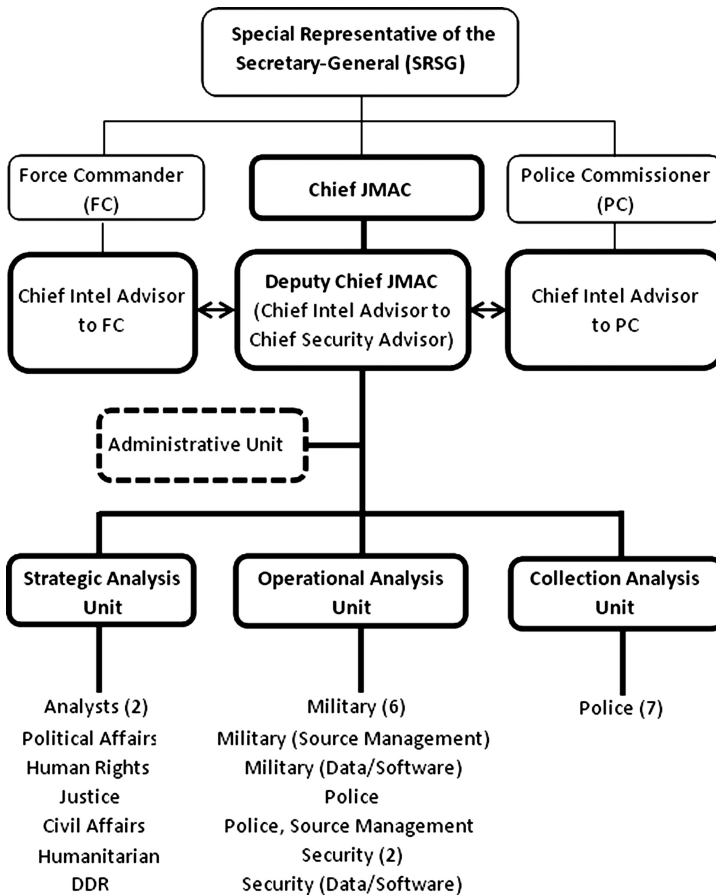 Special Representative of the
Secretary-General (SRSG)
Force Commander
(FC)
Chief JMAC
Police Commissioner
(PC)
Chief Intel Advisor
to FC
Deputy Chief JMAC
(Chief Intel Advisor to
Chief Security Advisor)
Chief Intel Advisor
to PC
Administrative Unit
Strategic Analysis
Unit
Operational Analysis
Unit
Collection Analysis
Unit
Analysts (2)
Political Affairs
Human Rights
Justice
Civil Affairs
Humanitarian
DDR
Military (6)
Military (Source Management)
Military (Data/Software)
Police
Police, Source Management
Security (2)
Security (Data/Software)
Police (7)